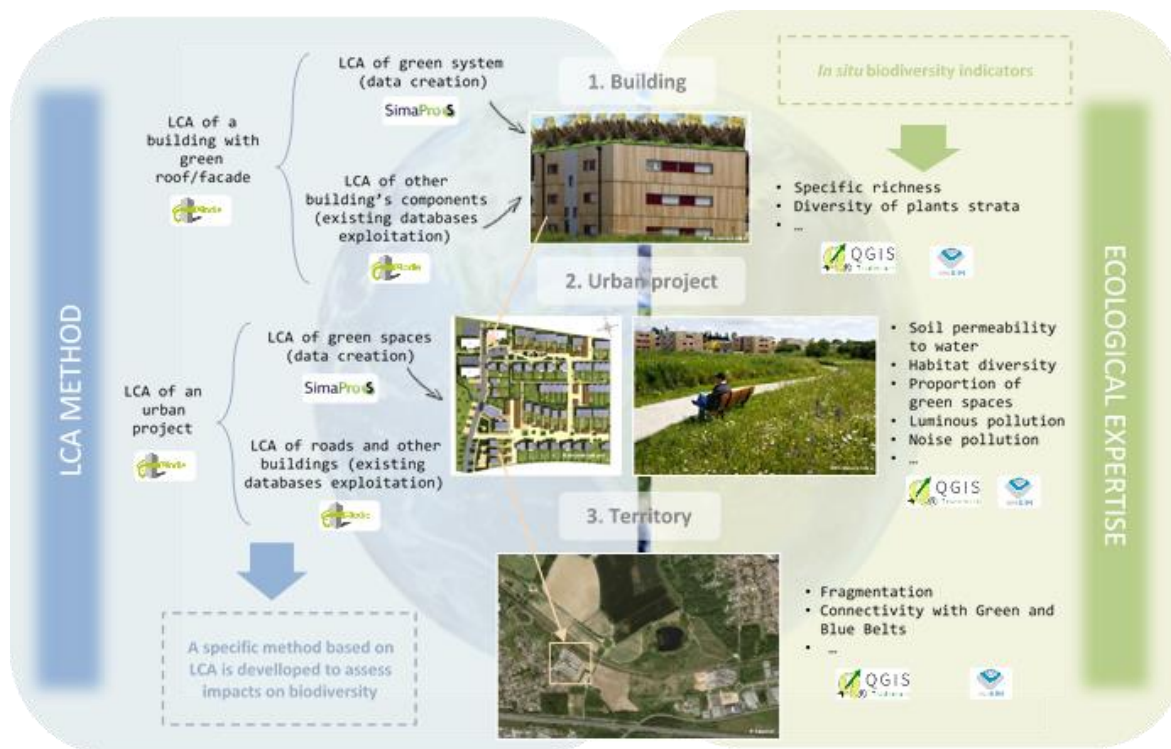 LCA METHOD
LCA of a
building with
green
roof/facade
LCA of green system
(data creation)
SimaPro S
LCA of other
building's components
(existing databases
exploitation)
1. Building
In situ biodiversity indicators
• Specific richness
• Diversity of plants strata
• …
QGIS
2. Urban project
LCA of an
urban
project
LCA of green spaces
(data creation)
SimaPro S
LCA of roads and other
buildings (existing
databases exploitation)
• Soil permeability
to water
• Habitat diversity
• Proportion of
green spaces
• Luminous pollution
• Noise pollution
• …
QGIS
3. Territory
A specific method based on
LCA is develloped to assess
impacts on biodiversity
• Fragmentation
• Connectivity with Green and
Blue Belts
• …
QGIS
ECOLOGICAL EXPERTISE